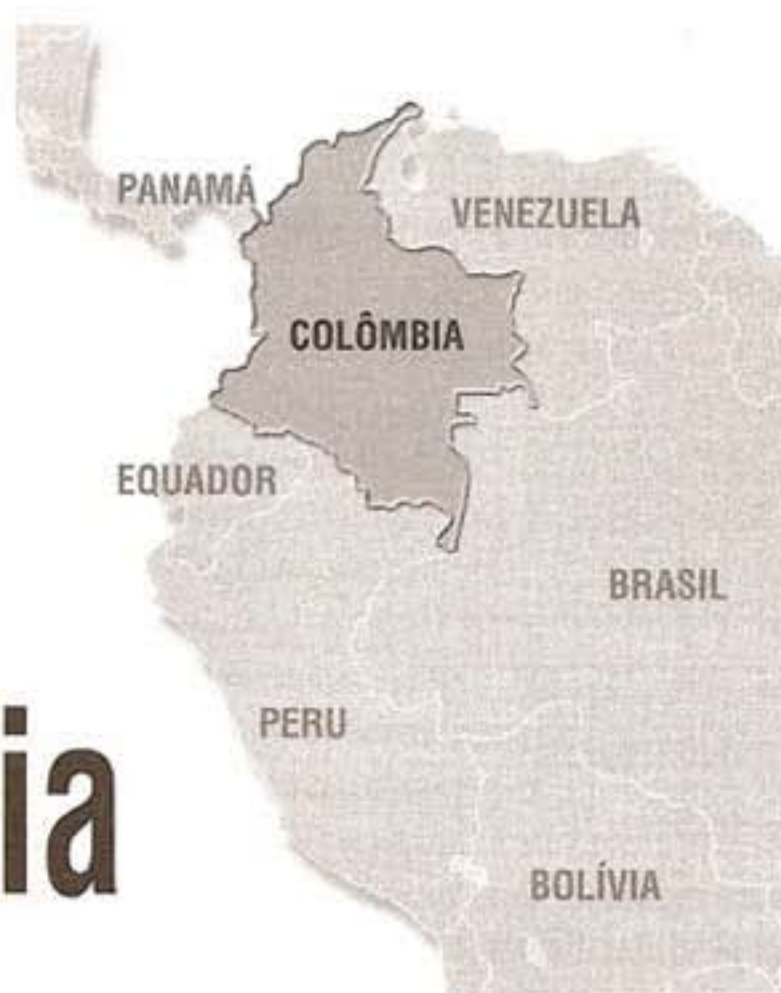 PANAMÁ
VENEZUELA
COLÔMBIA
EQUADOR
BRASIL
PERU
ia
BOLÍVIA